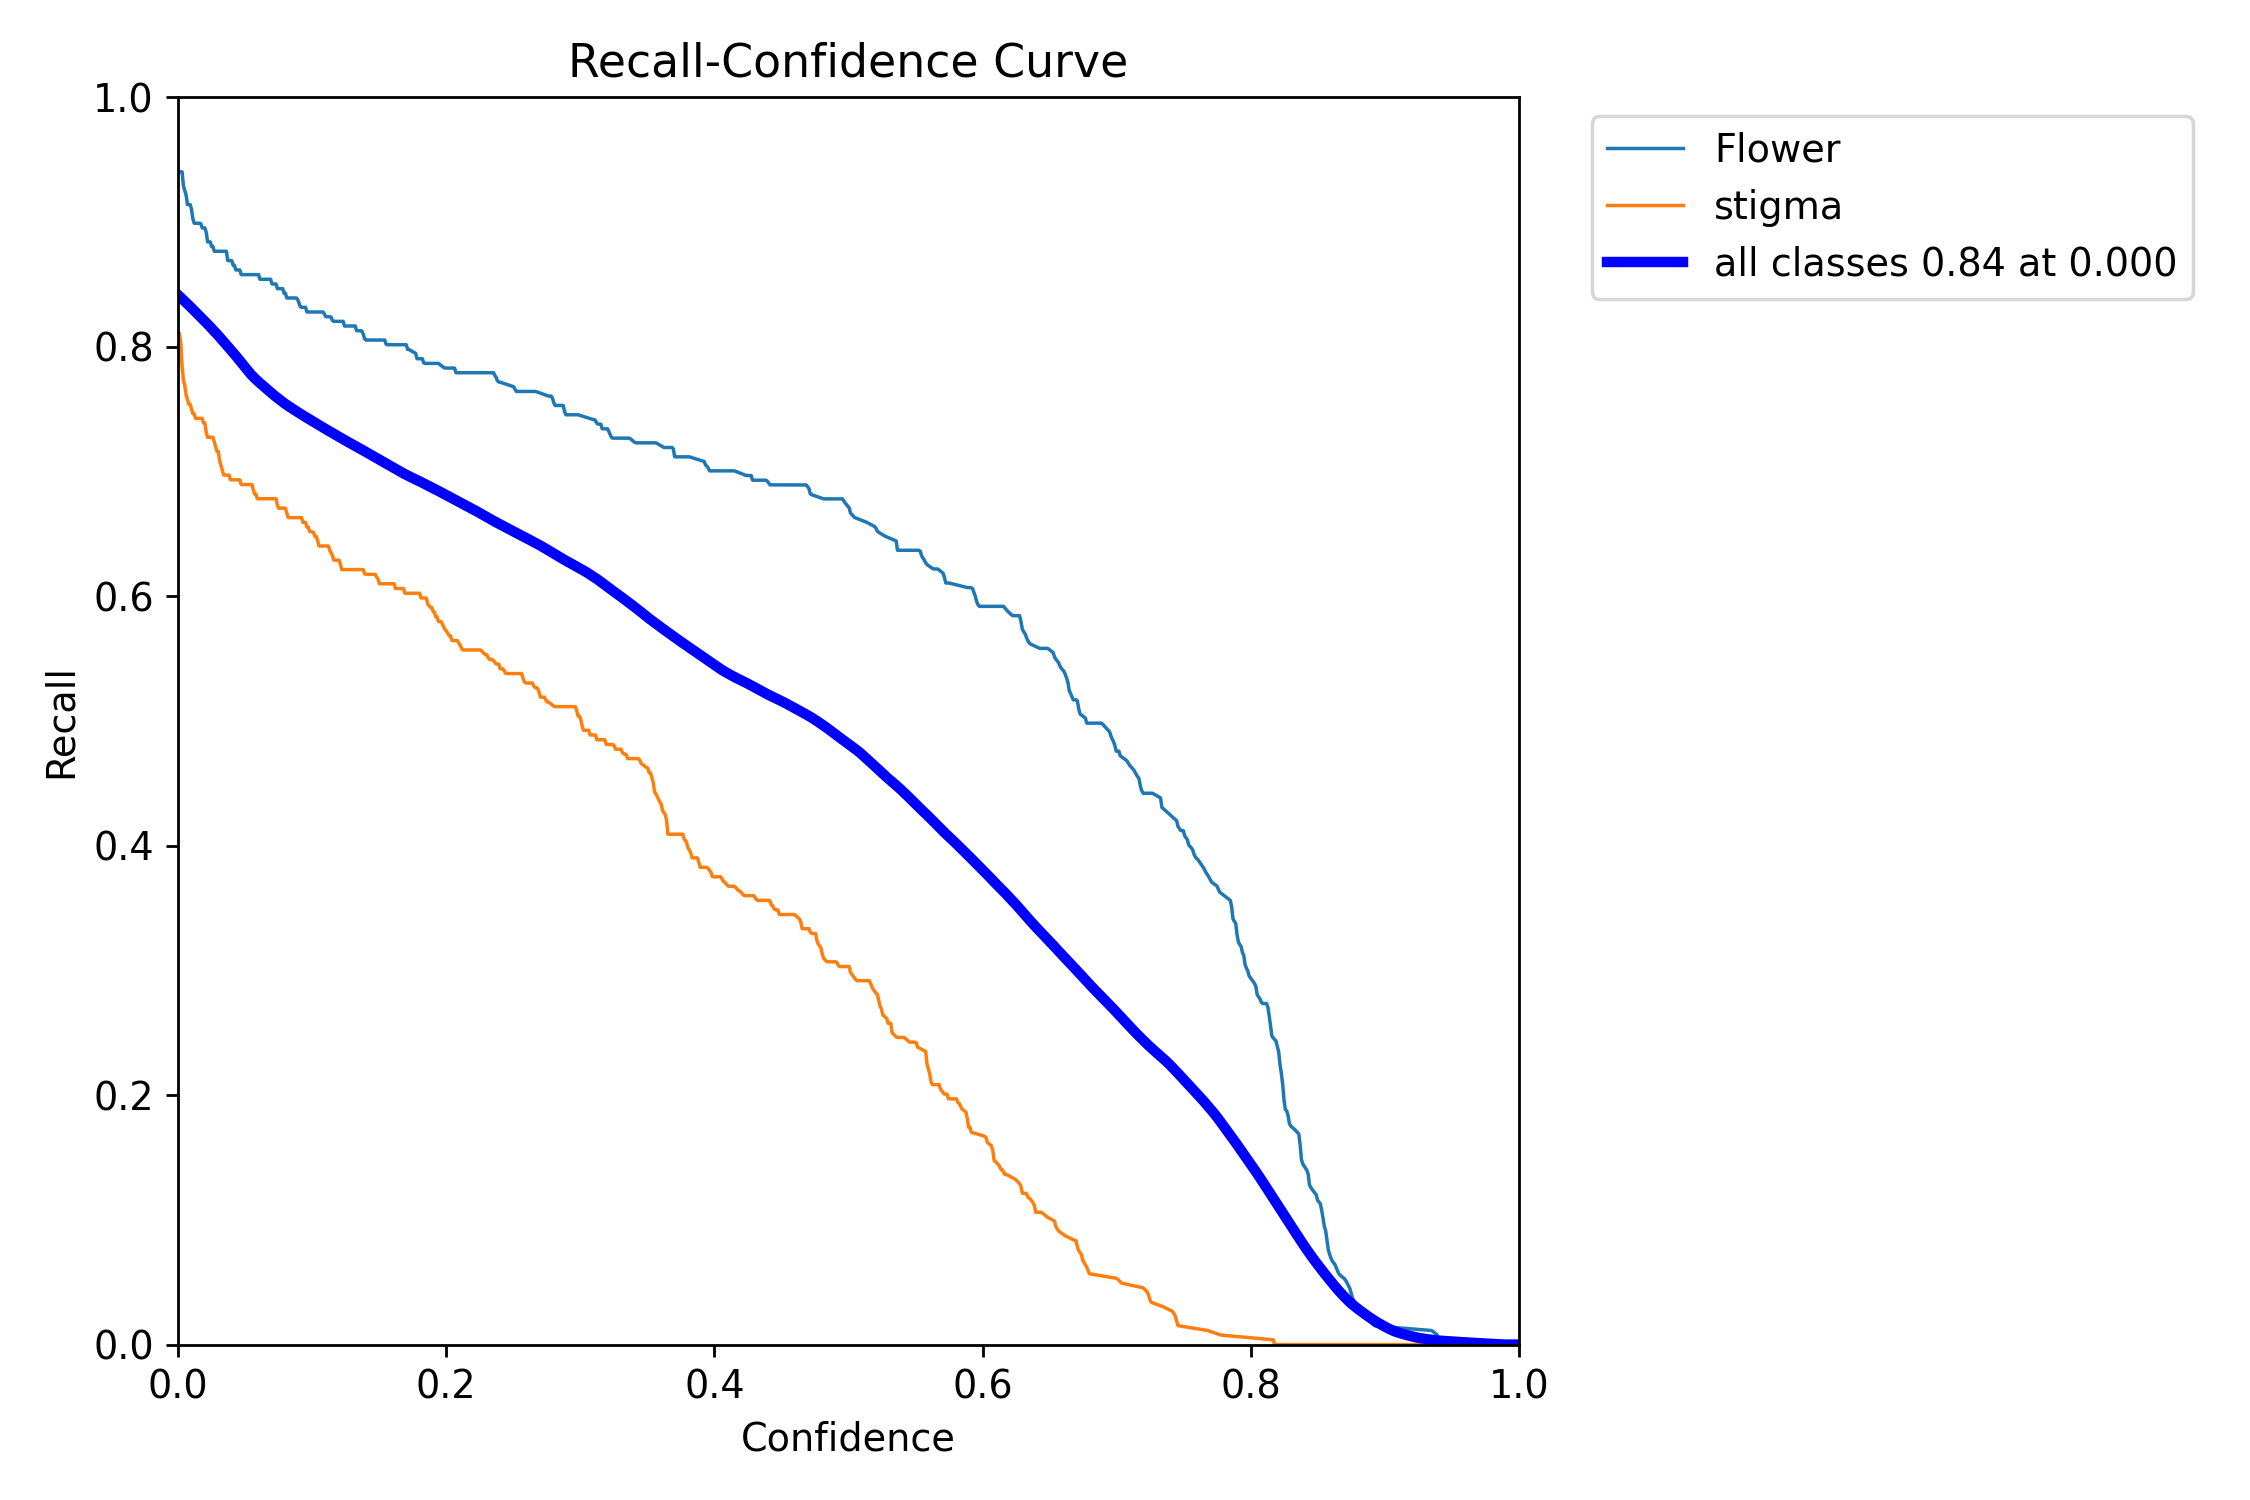 Recall-Confidence Curve
1.0
0.8
0.6
0.4
0.2
0.0
Recall
0.0 0.2 0.4 0.6 0.8 1.0
Confidence
Flower
stigma
all classes 0.84 at 0.000